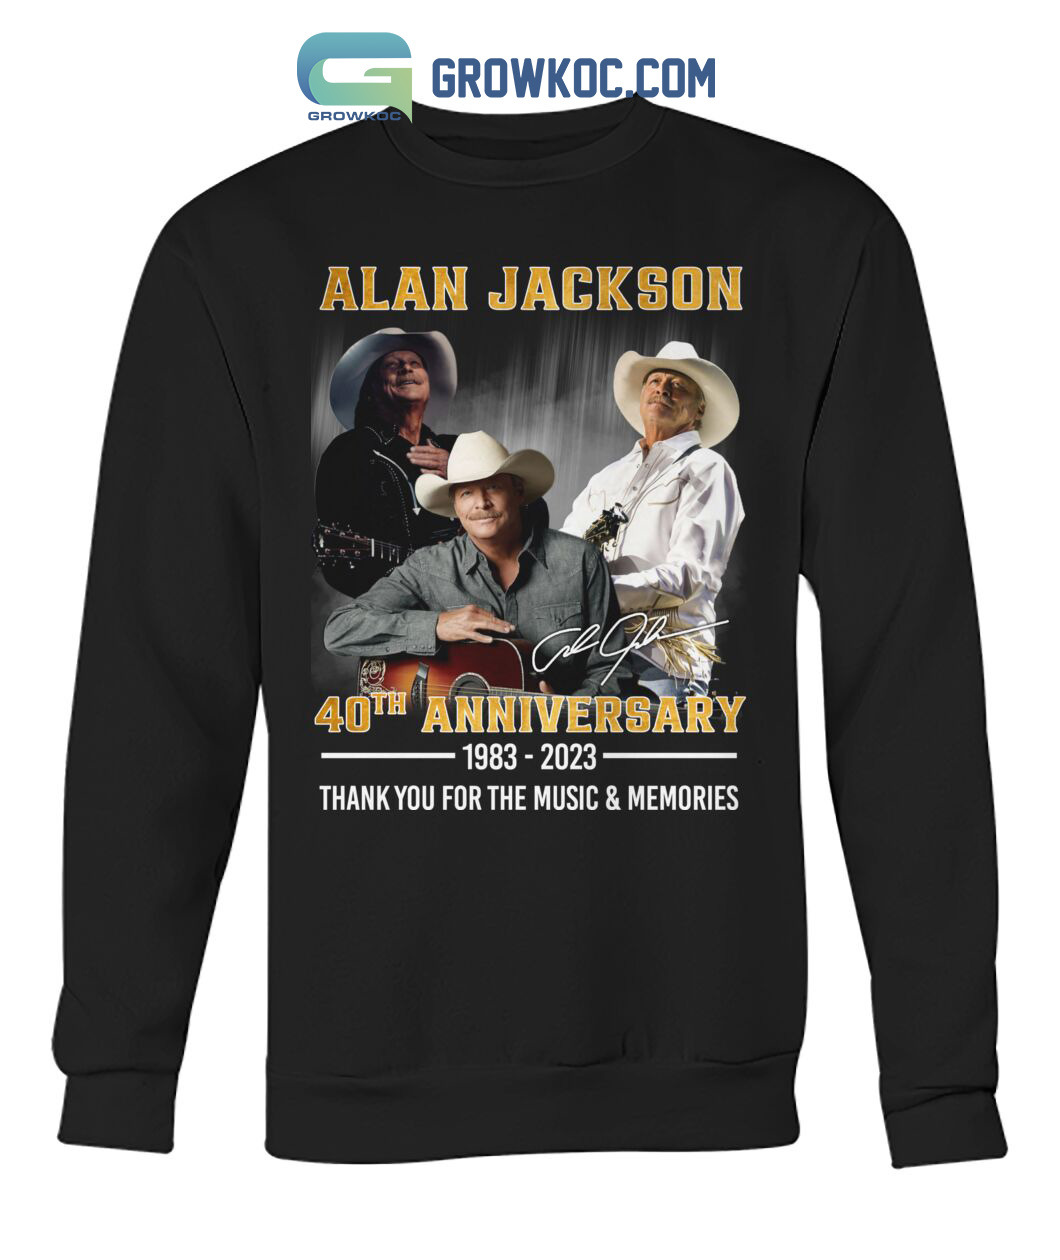 GROWKOC.COM
GROWKOC
ALAN JACKSON
40TH ANNIVERSARY
1983 - 2023
THANK YOU FOR THE MUSIC & MEMORIES